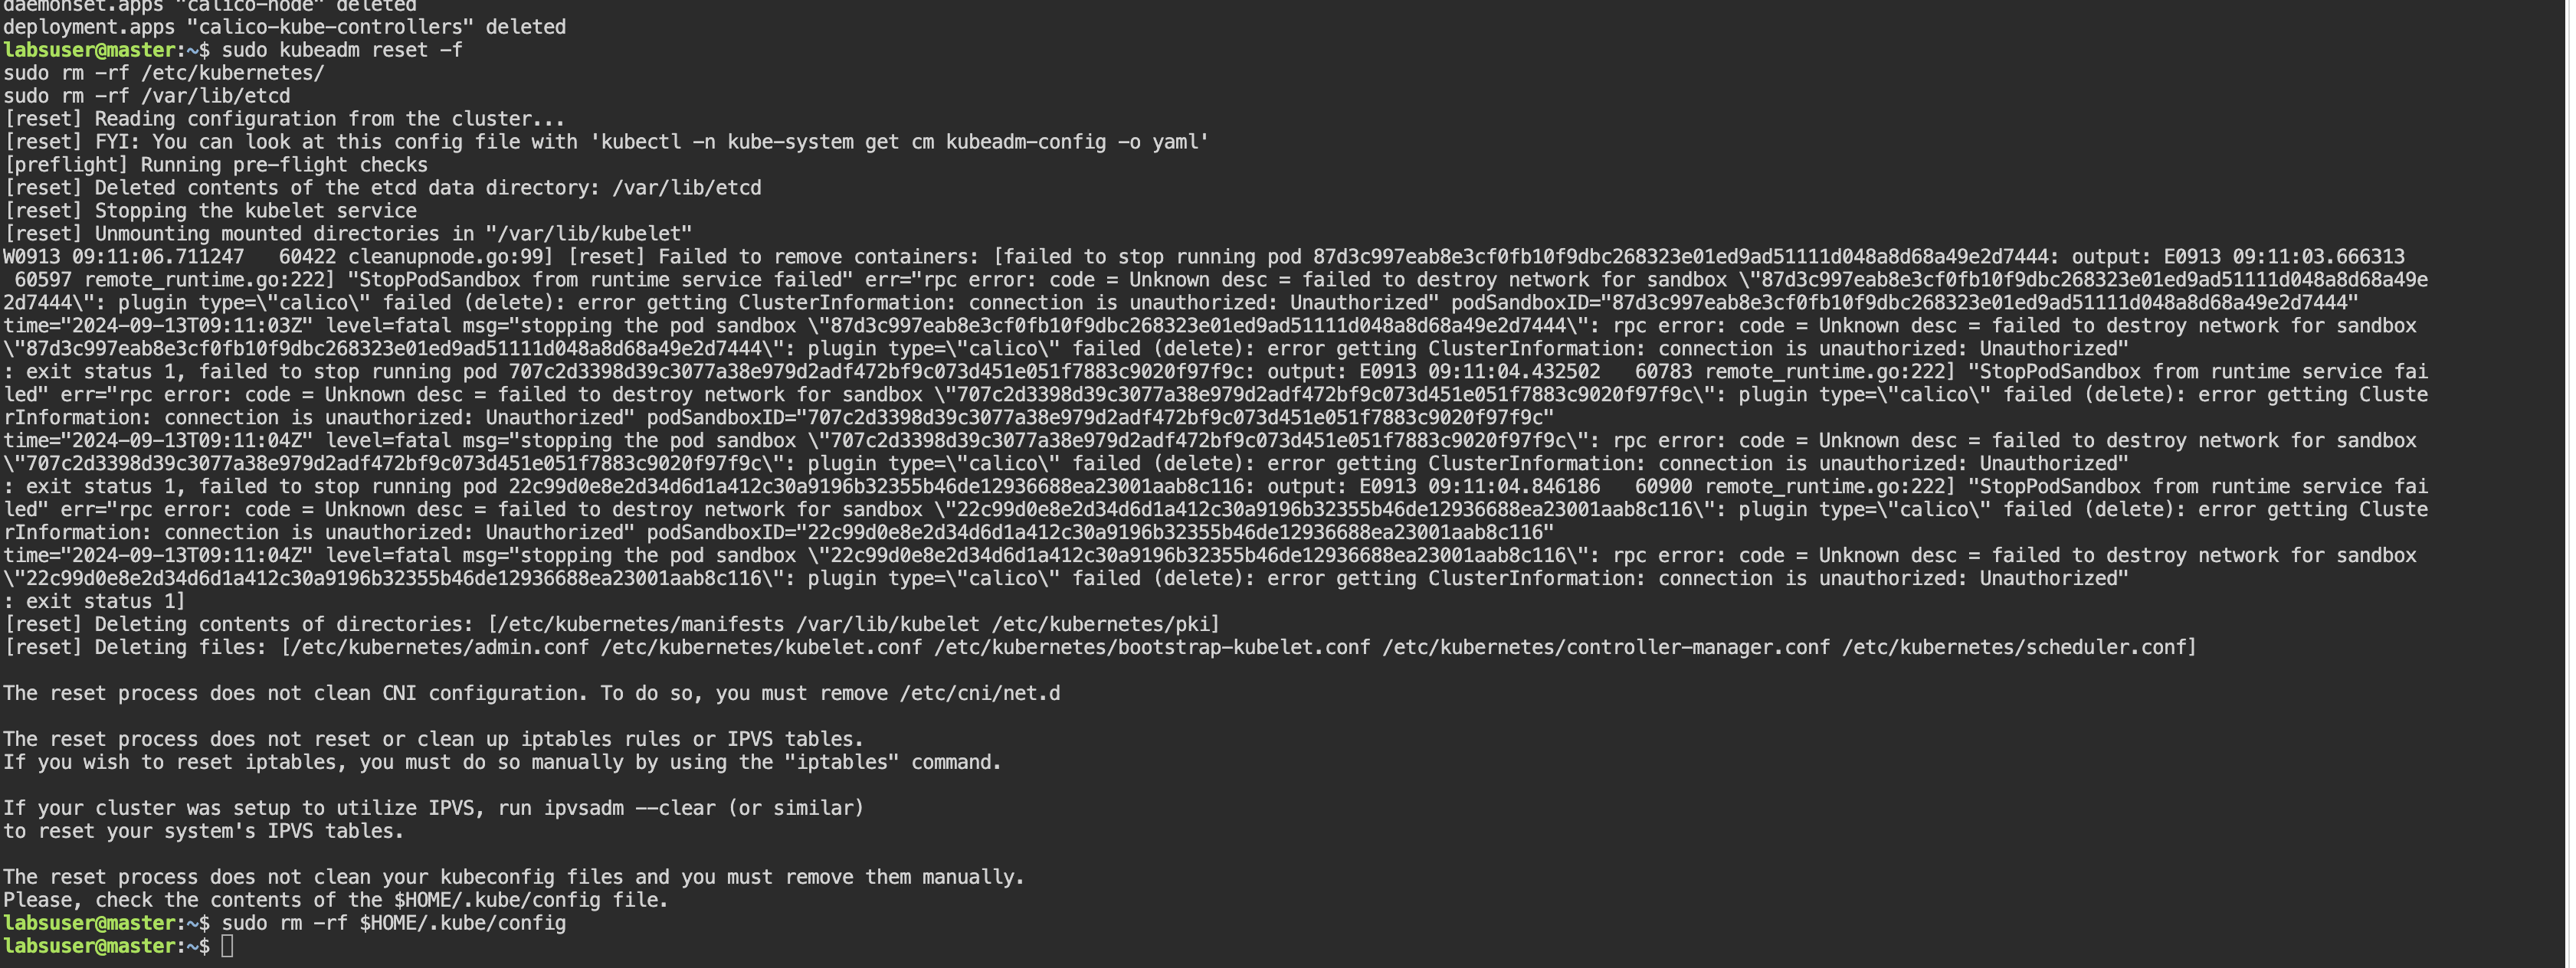 daemonset.apps "calico-node" deleted
deployment.apps "calico-kube-controllers" deleted
labsuser@master:~$ sudo kubeadm reset -f
sudo rm -rf /etc/kubernetes/
sudo rm -rf /var/lib/etcd
[reset] Reading configuration from the cluster...
[reset] FYI: You can look at this config file with 'kubectl -n kube-system get cm kubeadm-config -o yaml'
[preflight] Running pre-flight checks
[reset] Deleted contents of the etcd data directory: /var/lib/etcd
[reset] Stopping the kubelet service
[reset] Unmounting mounted directories in "/var/lib/kubelet"
W0913 09:11:06.711247   60422 cleanupnode.go:99] [reset] Failed to remove containers: [failed to stop running pod 87d3c997eab8e3cf0fb10f9dbc268323e01ed9ad51111d048a8d68a49e2d7444: output: E0913 09:11:03.666313
 60597 remote_runtime.go:222] "StopPodSandbox from runtime service failed" err="rpc error: code = Unknown desc = failed to destroy network for sandbox \"87d3c997eab8e3cf0fb10f9dbc268323e01ed9ad51111d048a8d68a49e
2d7444\": plugin type=\"calico\" failed (delete): error getting ClusterInformation: connection is unauthorized: Unauthorized" podSandboxID="87d3c997eab8e3cf0fb10f9dbc268323e01ed9ad51111d048a8d68a49e2d7444"
time="2024-09-13T09:11:03Z" level=fatal msg="stopping the pod sandbox \"87d3c997eab8e3cf0fb10f9dbc268323e01ed9ad51111d048a8d68a49e2d7444\": rpc error: code = Unknown desc = failed to destroy network for sandbox
\"87d3c997eab8e3cf0fb10f9dbc268323e01ed9ad51111d048a8d68a49e2d7444\": plugin type=\"calico\" failed (delete): error getting ClusterInformation: connection is unauthorized: Unauthorized"
: exit status 1, failed to stop running pod 707c2d3398d39c3077a38e979d2adf472bf9c073d451e051f7883c9020f97f9c: output: E0913 09:11:04.432502   60783 remote_runtime.go:222] "StopPodSandbox from runtime service fai
led" err="rpc error: code = Unknown desc = failed to destroy network for sandbox \"707c2d3398d39c3077a38e979d2adf472bf9c073d451e051f7883c9020f97f9c\": plugin type=\"calico\" failed (delete): error getting Cluste
rInformation: connection is unauthorized: Unauthorized" podSandboxID="707c2d3398d39c3077a38e979d2adf472bf9c073d451e051f7883c9020f97f9c"
time="2024-09-13T09:11:04Z" level=fatal msg="stopping the pod sandbox \"707c2d3398d39c3077a38e979d2adf472bf9c073d451e051f7883c9020f97f9c\": rpc error: code = Unknown desc = failed to destroy network for sandbox
\"707c2d3398d39c3077a38e979d2adf472bf9c073d451e051f7883c9020f97f9c\": plugin type=\"calico\" failed (delete): error getting ClusterInformation: connection is unauthorized: Unauthorized"
: exit status 1, failed to stop running pod 22c99d0e8e2d34d6d1a412c30a9196b32355b46de12936688ea23001aab8c116: output: E0913 09:11:04.846186   60900 remote_runtime.go:222] "StopPodSandbox from runtime service fai
led" err="rpc error: code = Unknown desc = failed to destroy network for sandbox \"22c99d0e8e2d34d6d1a412c30a9196b32355b46de12936688ea23001aab8c116\": plugin type=\"calico\" failed (delete): error getting Cluste
rInformation: connection is unauthorized: Unauthorized" podSandboxID="22c99d0e8e2d34d6d1a412c30a9196b32355b46de12936688ea23001aab8c116"
time="2024-09-13T09:11:04Z" level=fatal msg="stopping the pod sandbox \"22c99d0e8e2d34d6d1a412c30a9196b32355b46de12936688ea23001aab8c116\": rpc error: code = Unknown desc = failed to destroy network for sandbox
\"22c99d0e8e2d34d6d1a412c30a9196b32355b46de12936688ea23001aab8c116\": plugin type=\"calico\" failed (delete): error getting ClusterInformation: connection is unauthorized: Unauthorized"
: exit status 1]
[reset] Deleting contents of directories: [/etc/kubernetes/manifests /var/lib/kubelet /etc/kubernetes/pki]
[reset] Deleting files: [/etc/kubernetes/admin.conf /etc/kubernetes/kubelet.conf /etc/kubernetes/bootstrap-kubelet.conf /etc/kubernetes/controller-manager.conf /etc/kubernetes/scheduler.conf]

The reset process does not clean CNI configuration. To do so, you must remove /etc/cni/net.d

The reset process does not reset or clean up iptables rules or IPVS tables.
If you wish to reset iptables, you must do so manually by using the "iptables" command.

If your cluster was setup to utilize IPVS, run ipvsadm --clear (or similar)
to reset your system's IPVS tables.

The reset process does not clean your kubeconfig files and you must remove them manually.
Please, check the contents of the $HOME/.kube/config file.
labsuser@master:~$ sudo rm -rf $HOME/.kube/config
labsuser@master:~$